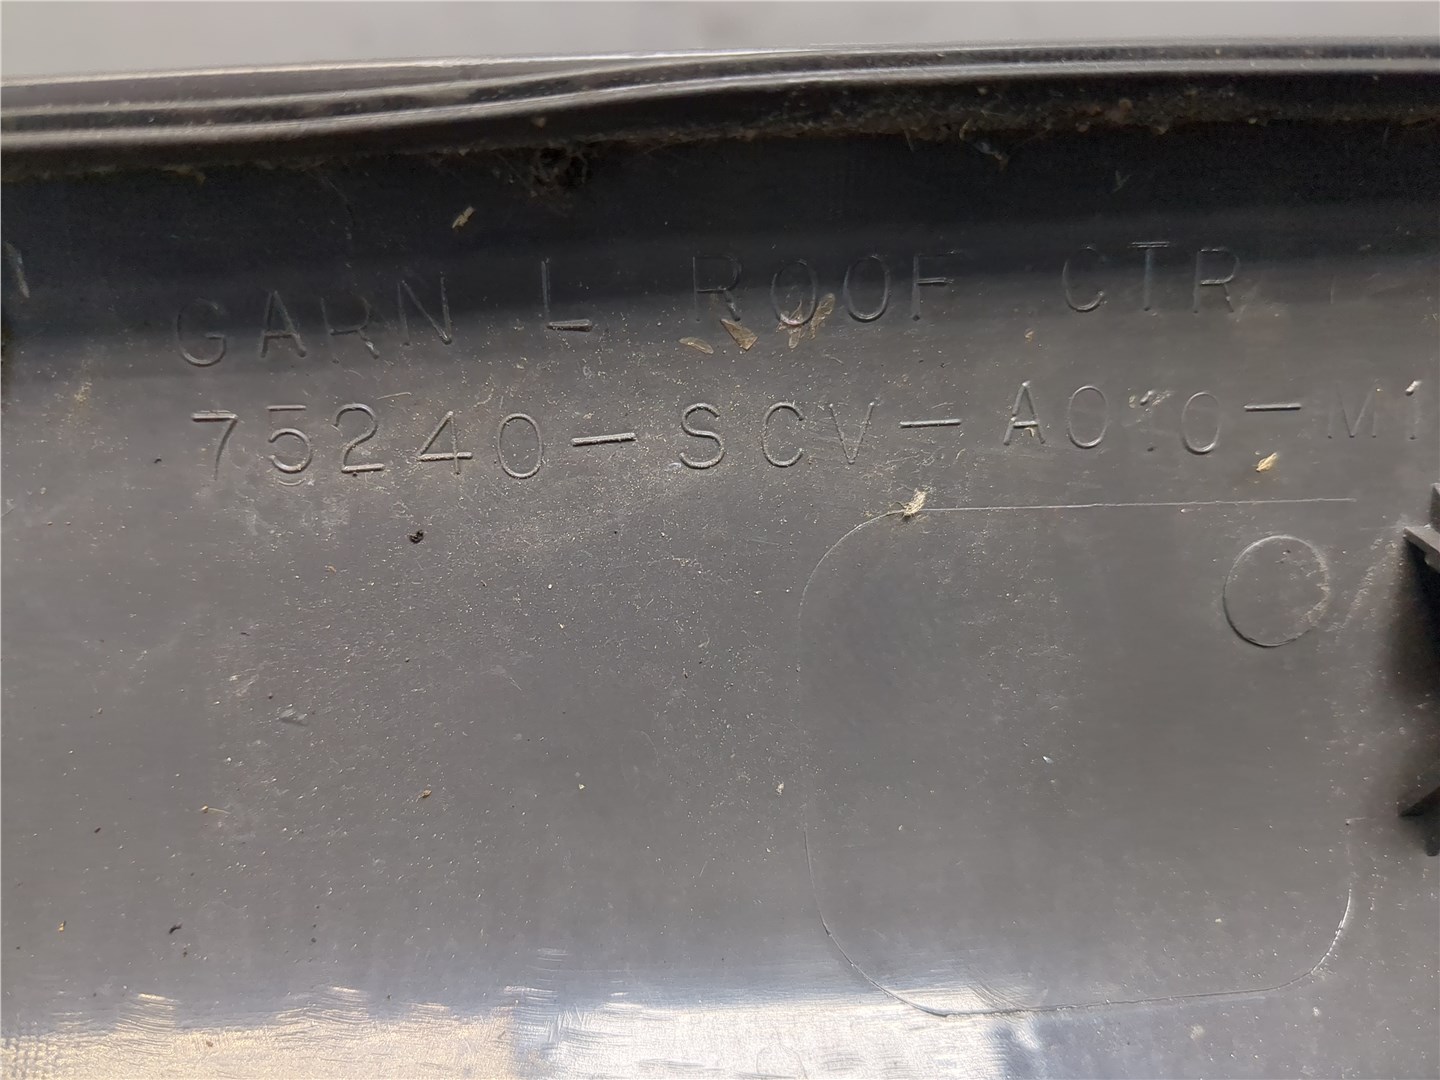 GARN L ROOF CTR
75240-SCV-A010-M1